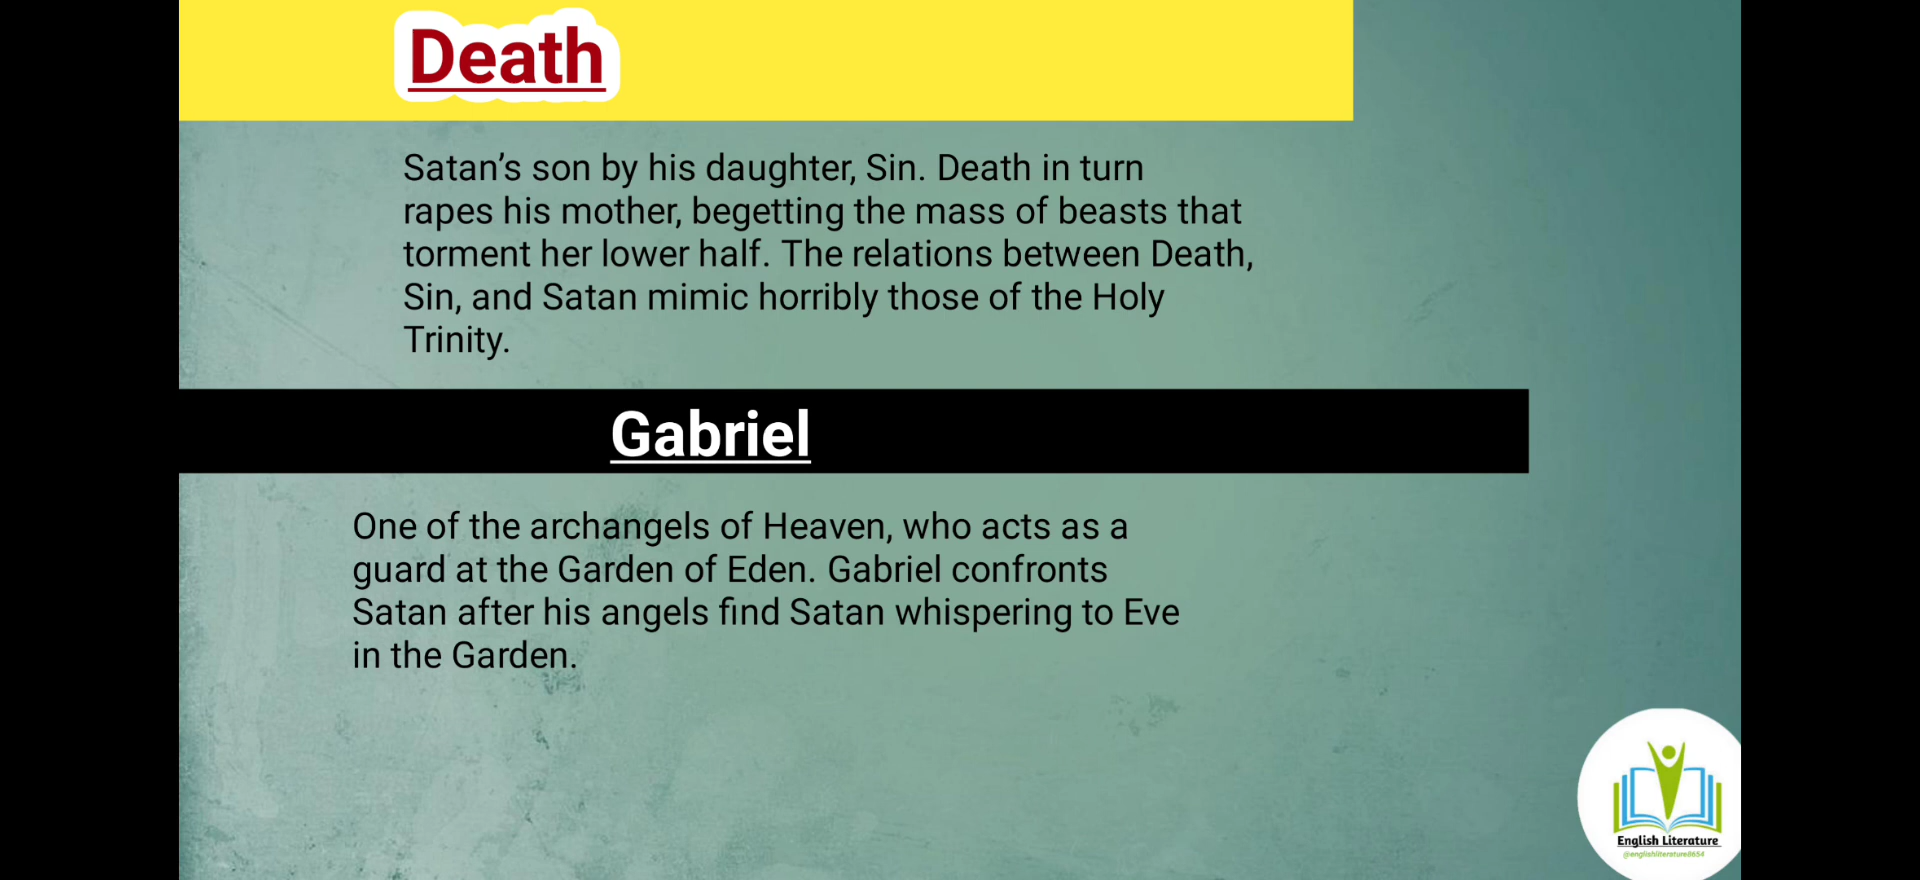 Death
Satan’s son by his daughter, Sin. Death in turn
rapes his mother, begetting the mass of beasts that
torment her lower half. The relations between Death,
Sin, and Satan mimic horribly those of the Holy
Trinity.
Gabriel
One of the archangels of Heaven, who acts as a
guard at the Garden of Eden. Gabriel confronts
Satan after his angels find Satan whispering to Eve
in the Garden.
English Literature
@englishliterature8654